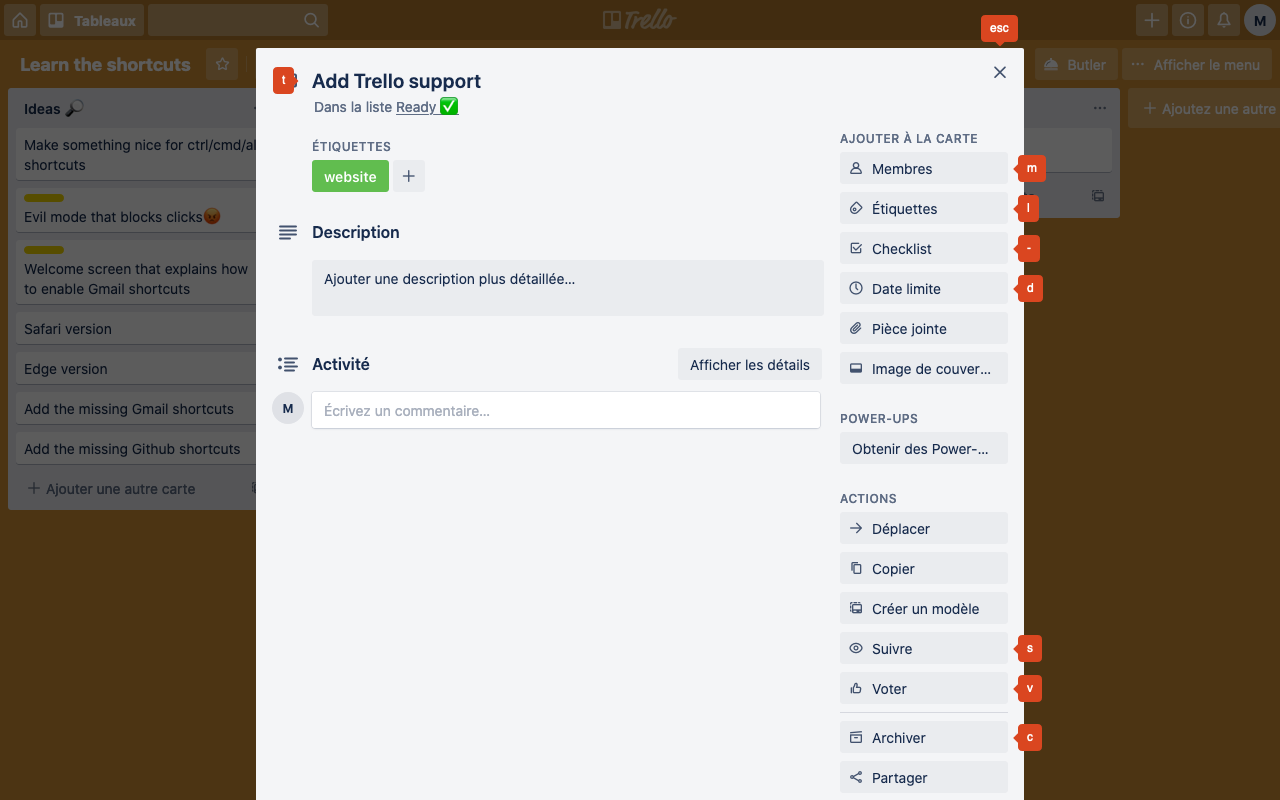 Tableaux
Trello
M
Learn the shortcuts
Butler
Afficher le menu
Ideas
Make something nice for ctrl/cmd/al
shortcuts
Evil mode that blocks clicks
Welcome screen that explains how
to enable Gmail shortcuts
Safari version
Edge version
Add the missing Gmail shortcuts
Add the missing Github shortcuts
Ajouter une autre carte
Ajoutez une autre
esc
t
Add Trello support
Dans la liste Ready ✅
ÉTIQUETTES
website
Description
Ajouter une description plus détaillée…
Activité
Afficher les détails
M
Écrivez un commentaire…
AJOUTER À LA CARTE
Membres
m
Étiquettes
l
Checklist
-
Date limite
d
Pièce jointe
Image de couver…
POWER-UPS
Obtenir des Power-…
ACTIONS
Déplacer
Copier
Créer un modèle
Suivre
s
Voter
v
Archiver
c
Partager